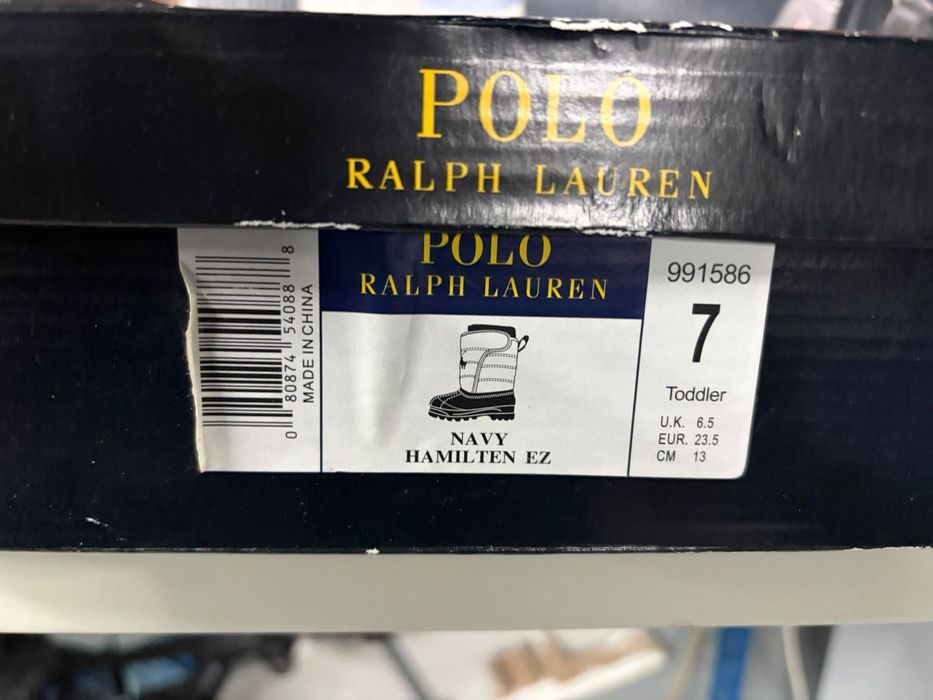 POLO
RALPH LAUREN
0 80874 54088 8
MADE IN CHINA
POLO
RALPH LAUREN
NAVY
HAMILTEN EZ
991586
7
Toddler
U.K. 6.5
EUR. 23.5
CM 13